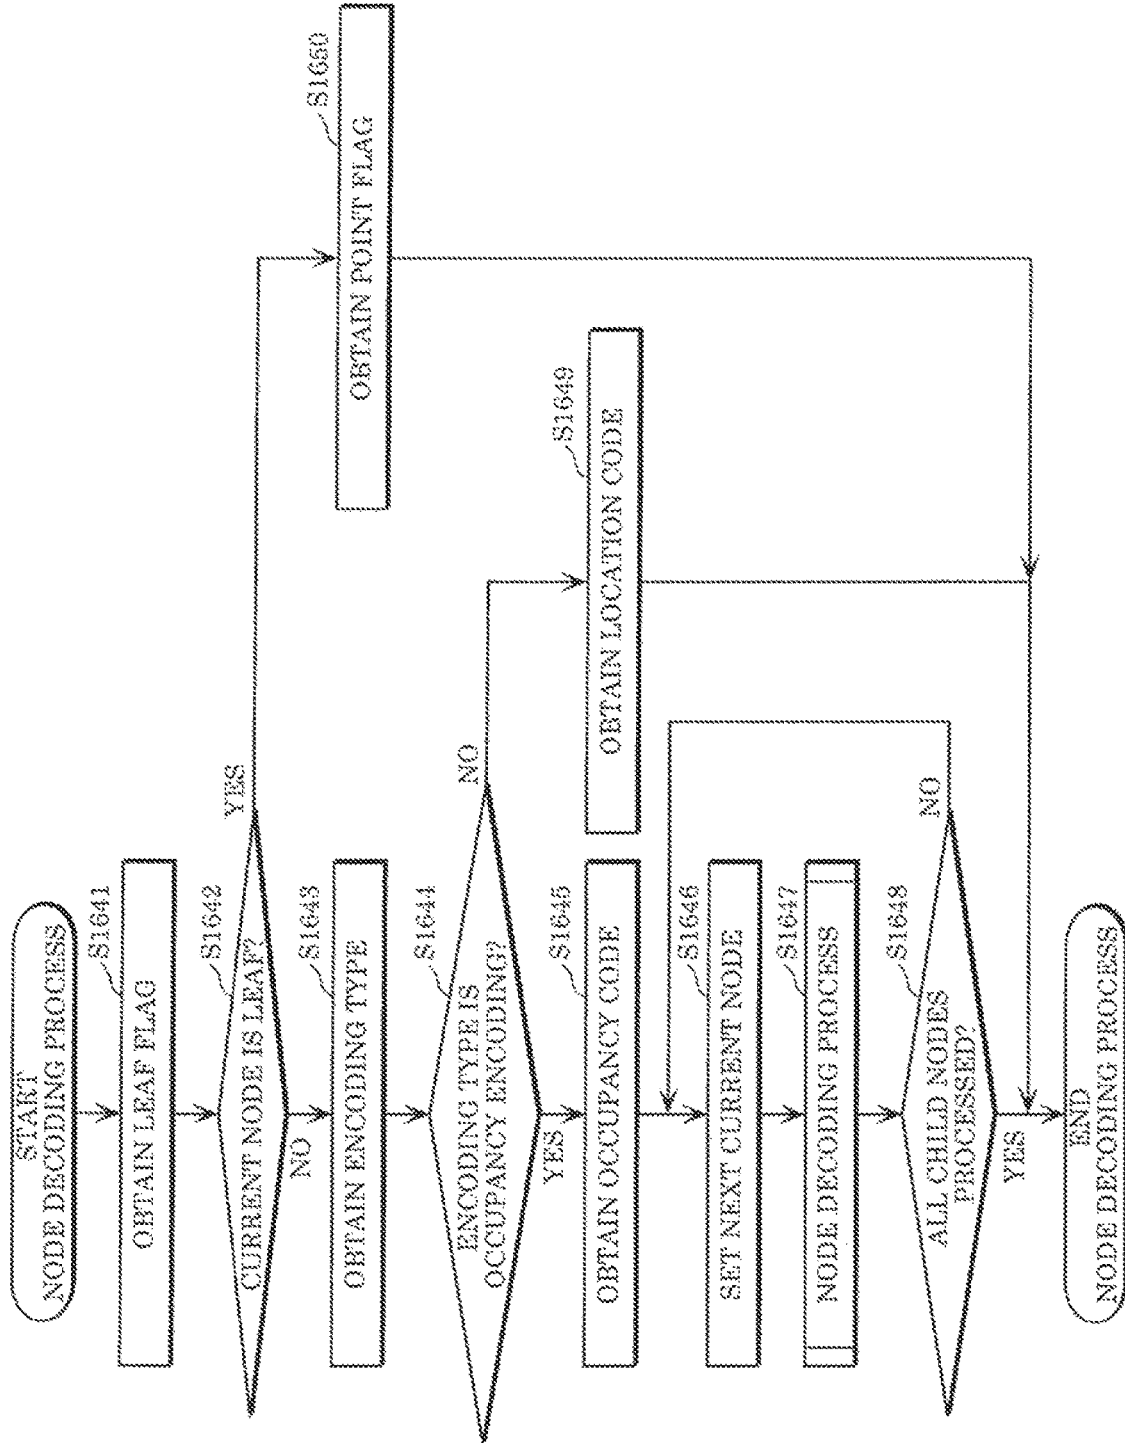 START
NODE DECODING PROCESS
S1641
OBTAIN LEAF FLAG
S1642
CURRENT NODE IS LEAF?
YES
NO
S1650
OBTAIN POINT FLAG
S1643
OBTAIN ENCODING TYPE
S1644
ENCODING TYPE IS
OCCUPANCY ENCODING?
NO
YES
S1645
OBTAIN OCCUPANCY CODE
S1649
OBTAIN LOCATION CODE
S1646
SET NEXT CURRENT NODE
S1647
NODE DECODING PROCESS
S1648
ALL CHILD NODES
PROCESSED?
NO
YES
END
NODE DECODING PROCESS